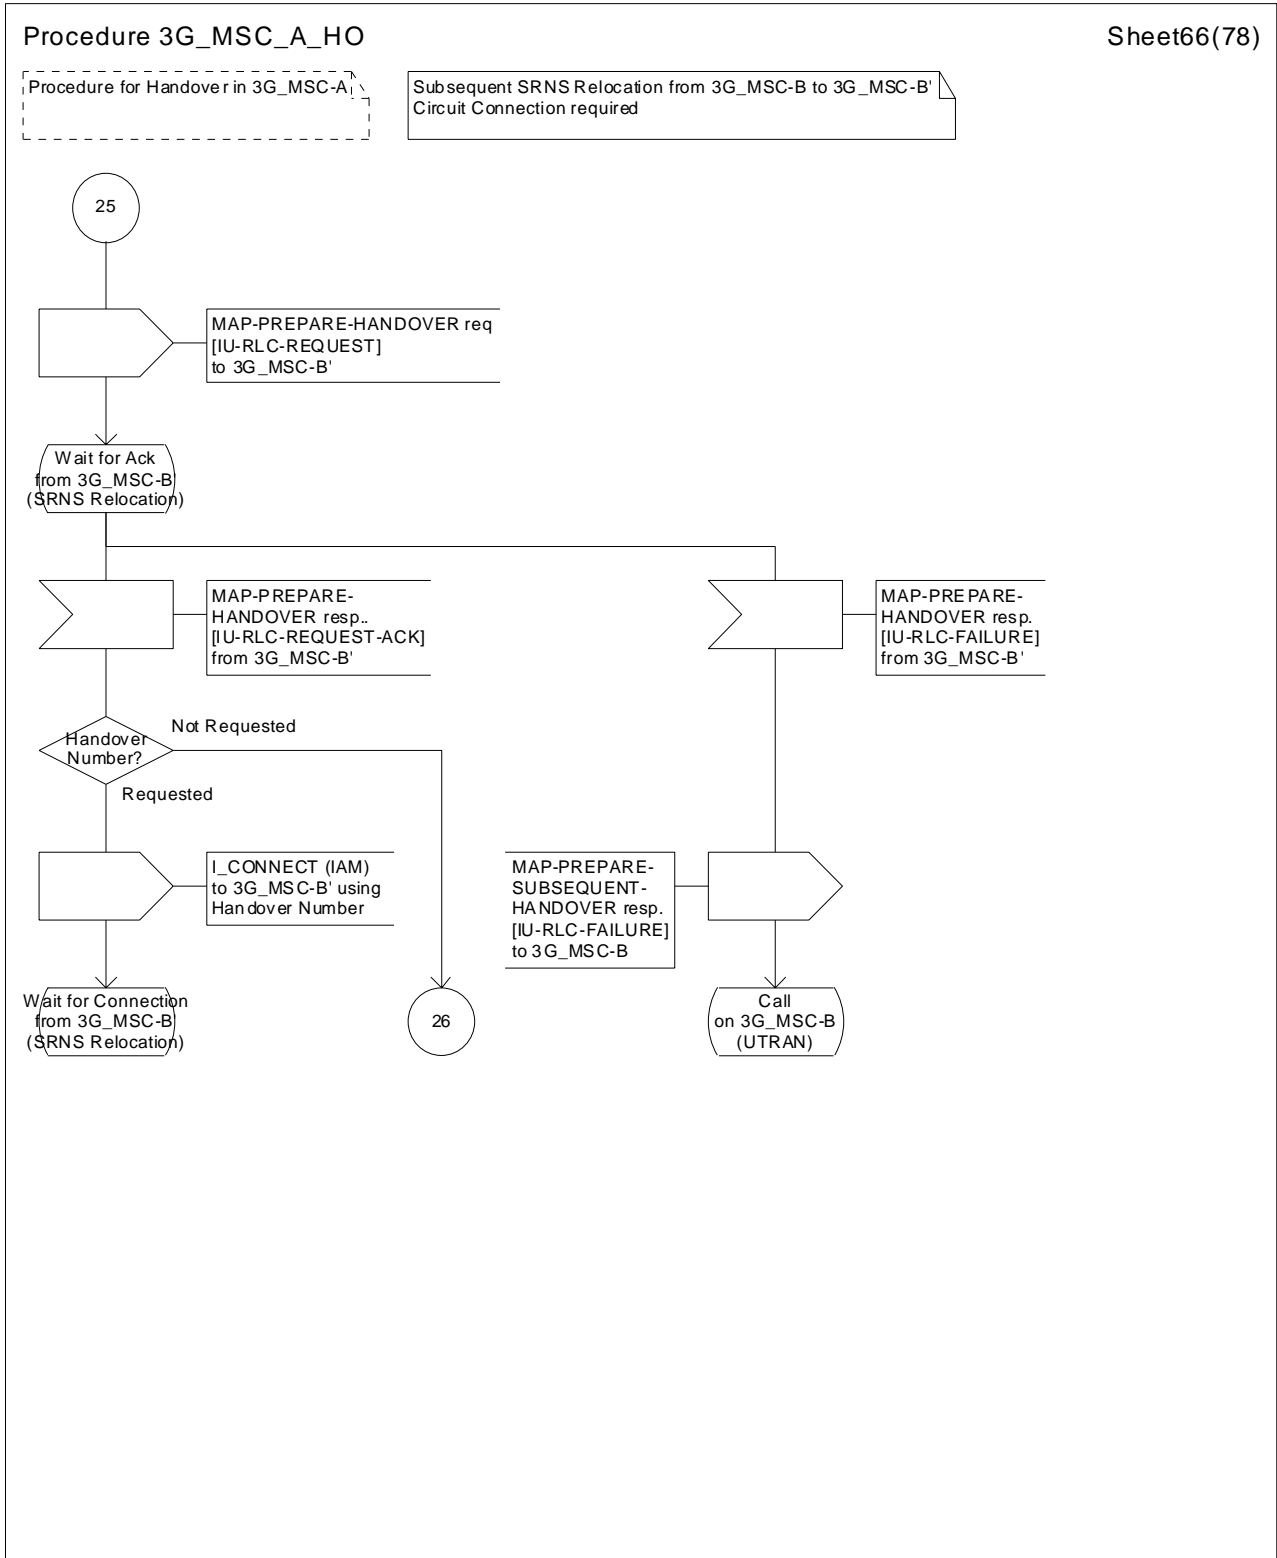 Procedure 3G_MSC_A_HO
Sheet66(78)
Procedure for Handover in 3G_MSC-A
Subsequent SRNS Relocation from 3G_MSC-B to 3G_MSC-B'
Circuit Connection required
25
MAP-PREPARE-HANDOVER req
[IU-RLC-REQUEST]
to 3G_MSC-B'
Wait for Ack
from 3G_MSC-B'
(SRNS Relocation)
MAP-PREPARE-
HANDOVER resp..
[IU-RLC-REQUEST-ACK]
from 3G_MSC-B'
MAP-PREPARE-
HANDOVER resp.
[IU-RLC-FAILURE]
from 3G_MSC-B'
Handover
Number?
Not Requested
Requested
I_CONNECT (IAM)
to 3G_MSC-B' using
Handover Number
MAP-PREPARE-
SUBSEQUENT-
HANDOVER resp.
[IU-RLC-FAILURE]
to 3G_MSC-B
Wait for Connection
from 3G_MSC-B'
(SRNS Relocation)
26
Call
on 3G_MSC-B
(UTRAN)